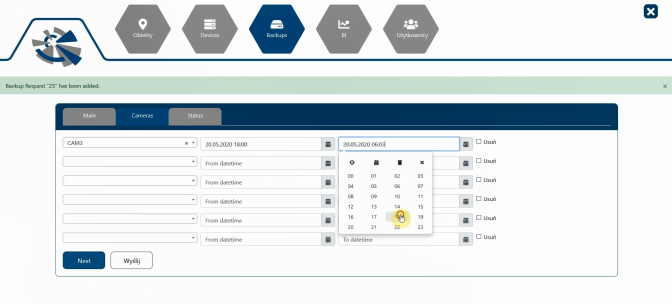 Obiekty
Devices
Backups
BI
Użytkownicy
Backup Request "25" has been added.
×
Main
Cameras
Status
CAM3
×
20.05.2020 18:00
20.05.2020 06:03
Usuń
From datetime
Usuń
From datetime
Usuń
From datetime
Usuń
From datetime
Usuń
From datetime
To datetime
Usuń
00 01 02 03
04 05 06 07
08 09 10 11
12 13 14 15
16 17 19
20 21 22 23
Next
Wyślij